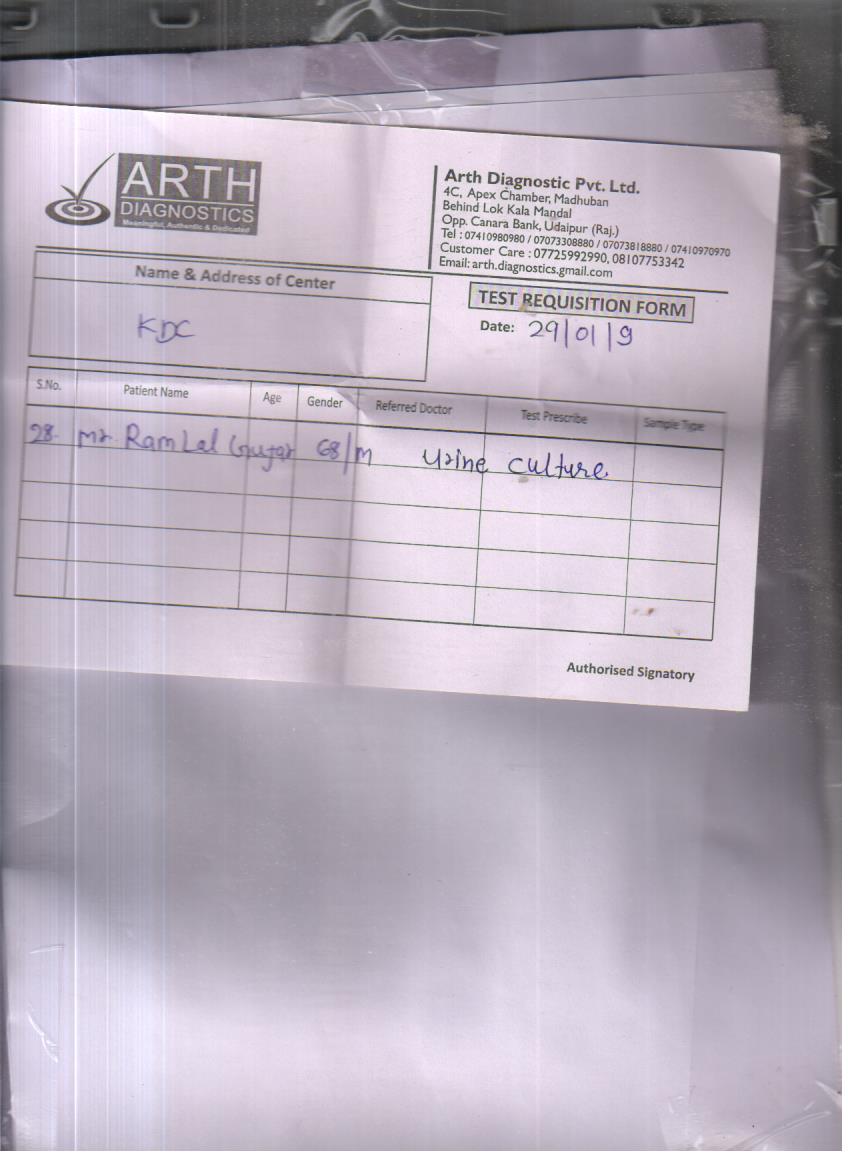 ARTH
DIAGNOSTICS
Meaningful, Authentic & Dedicated
Arth Diagnostic Pvt. Ltd.
4C, Apex Chamber, Madhuban
Behind Lok Kala Mandal
Opp. Canara Bank, Udaipur (Raj.)
Tel : 07410980980 / 07073308880 / 07073818880 / 07410970970
Customer Care : 07725992990, 08107753342
Email: arth.diagnostics.gmail.com
Name & Address of Center
KDC
TEST REQUISITION FORM
Date: 29/01/9
S.No. Patient Name Age Gender Referred Doctor Test Prescribe Sample Type
28. Mr. Ram Lal Gujar 68/M Urine culture
Authorised Signatory